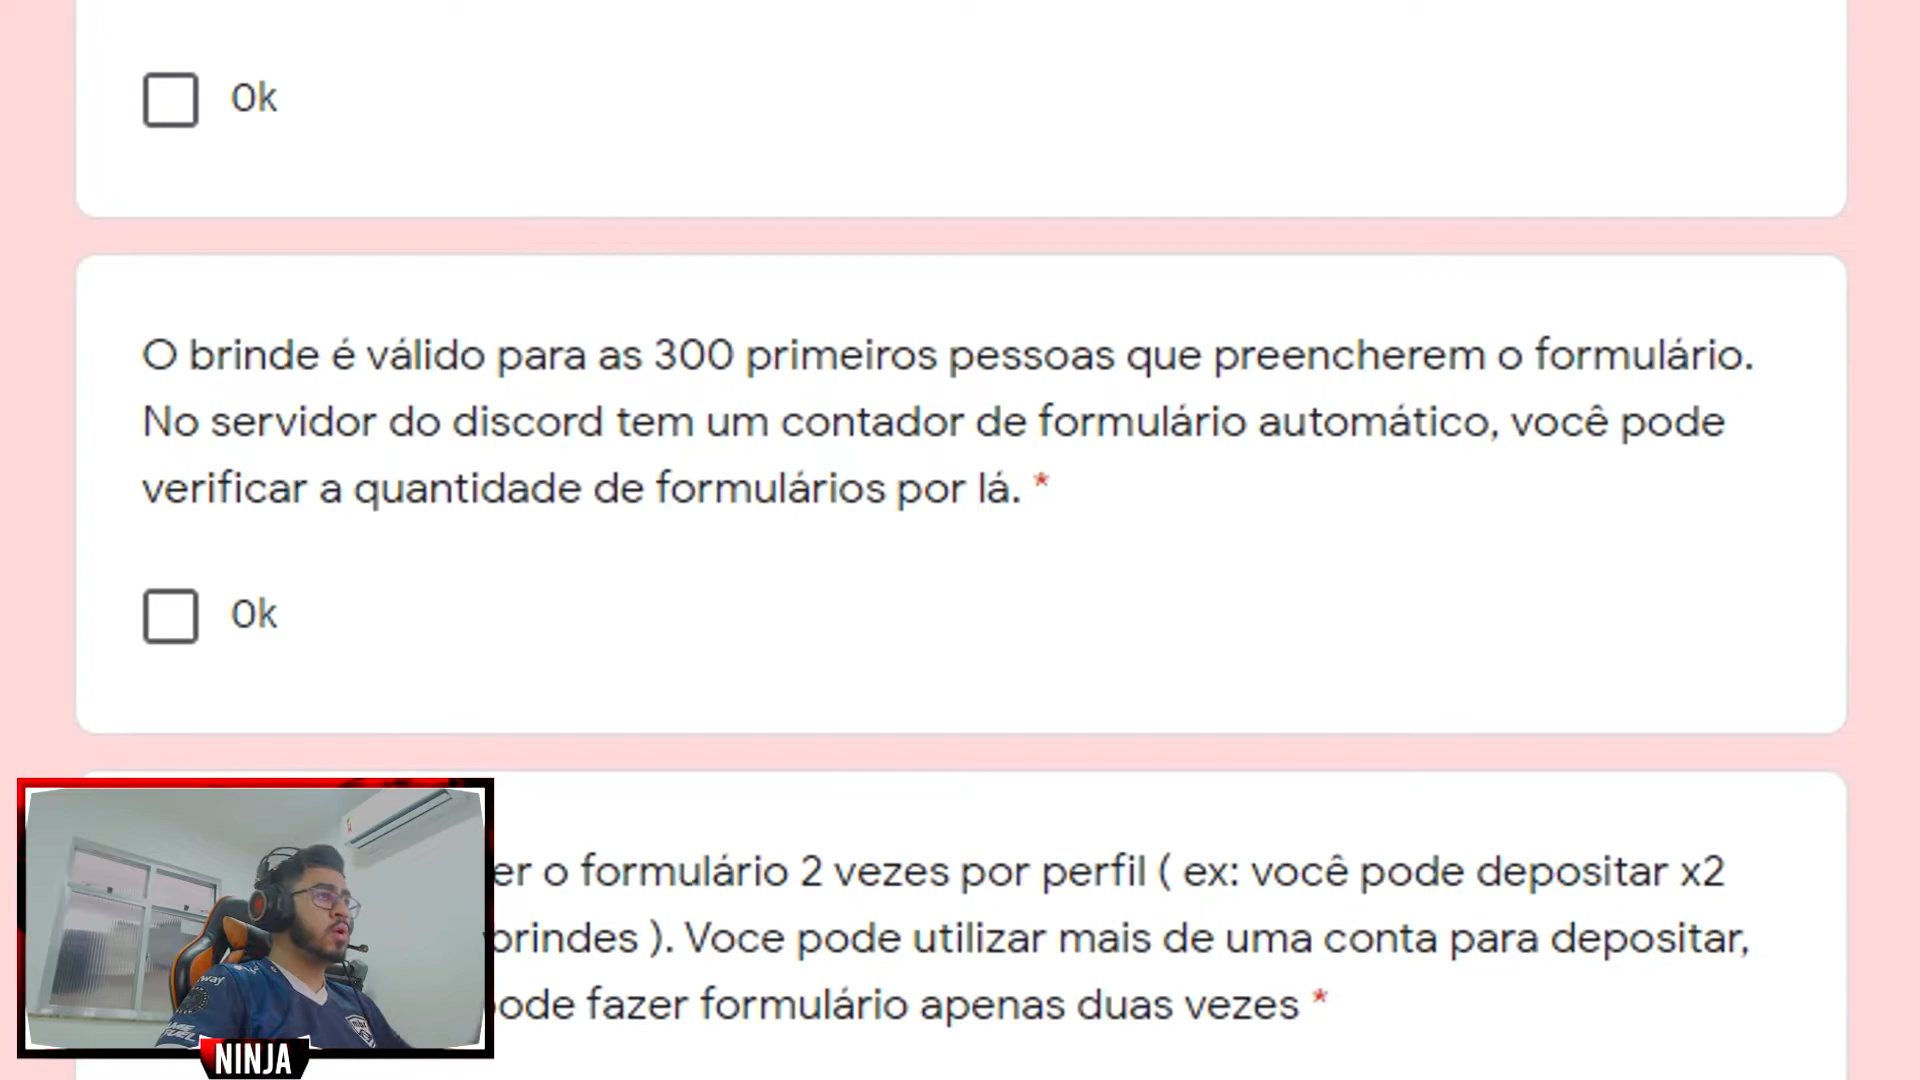 Ok
O brinde é válido para as 300 primeiros pessoas que preencherem o formulário.
No servidor do discord tem um contador de formulário automático, você pode
verificar a quantidade de formulários por lá. *
Ok
er o formulário 2 vezes por perfil ( ex: você pode depositar x2
brindes ). Voce pode utilizar mais de uma conta para depositar,
ode fazer formulário apenas duas vezes *
NINJA